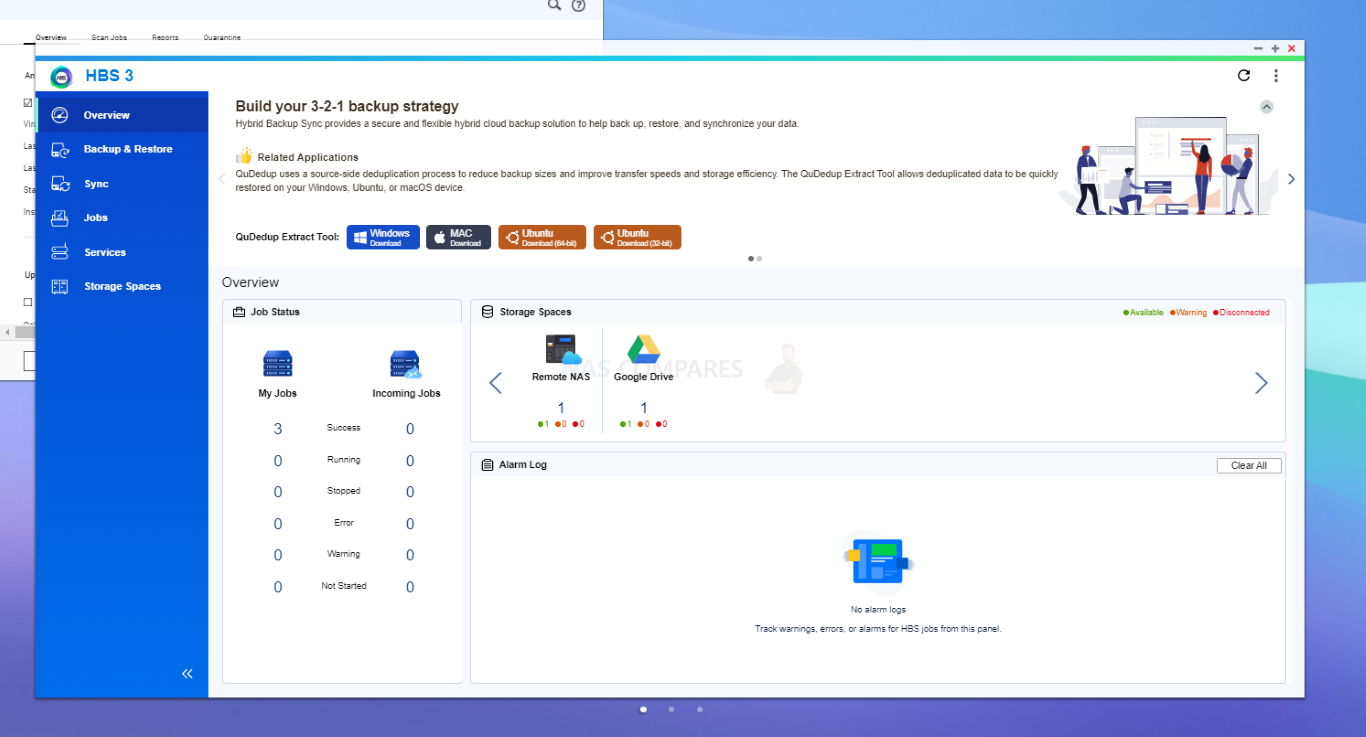 Overview
Scan Jobs
Reports
Quarantine
HBS 3
Overview
Backup & Restore
Sync
Jobs
Services
Storage Spaces
Build your 3-2-1 backup strategy
Hybrid Backup Sync provides a secure and flexible hybrid cloud backup solution to help back up, restore, and synchronize your data.
Related Applications
QuDedup uses a source-side deduplication process to reduce backup sizes and improve transfer speeds and storage efficiency. The QuDedup Extract Tool allows deduplicated data to be quickly
restored on your Windows, Ubuntu, or macOS device.
QuDedup Extract Tool:
Windows
Download
MAC
Download
Ubuntu
Download (64-bit)
Ubuntu
Download (32-bit)
Overview
Job Status
My Jobs
Incoming Jobs
3 Success 0
0 Running 0
0 Stopped 0
0 Error 0
0 Warning 0
0 Not Started 0
Storage Spaces
Available Warning Disconnected
NAS COMPARES
Remote NAS
Google Drive
1
1
1 0 0
1 0 0
Alarm Log
Clear All
No alarm logs
Track warnings, errors, or alarms for HBS jobs from this panel.